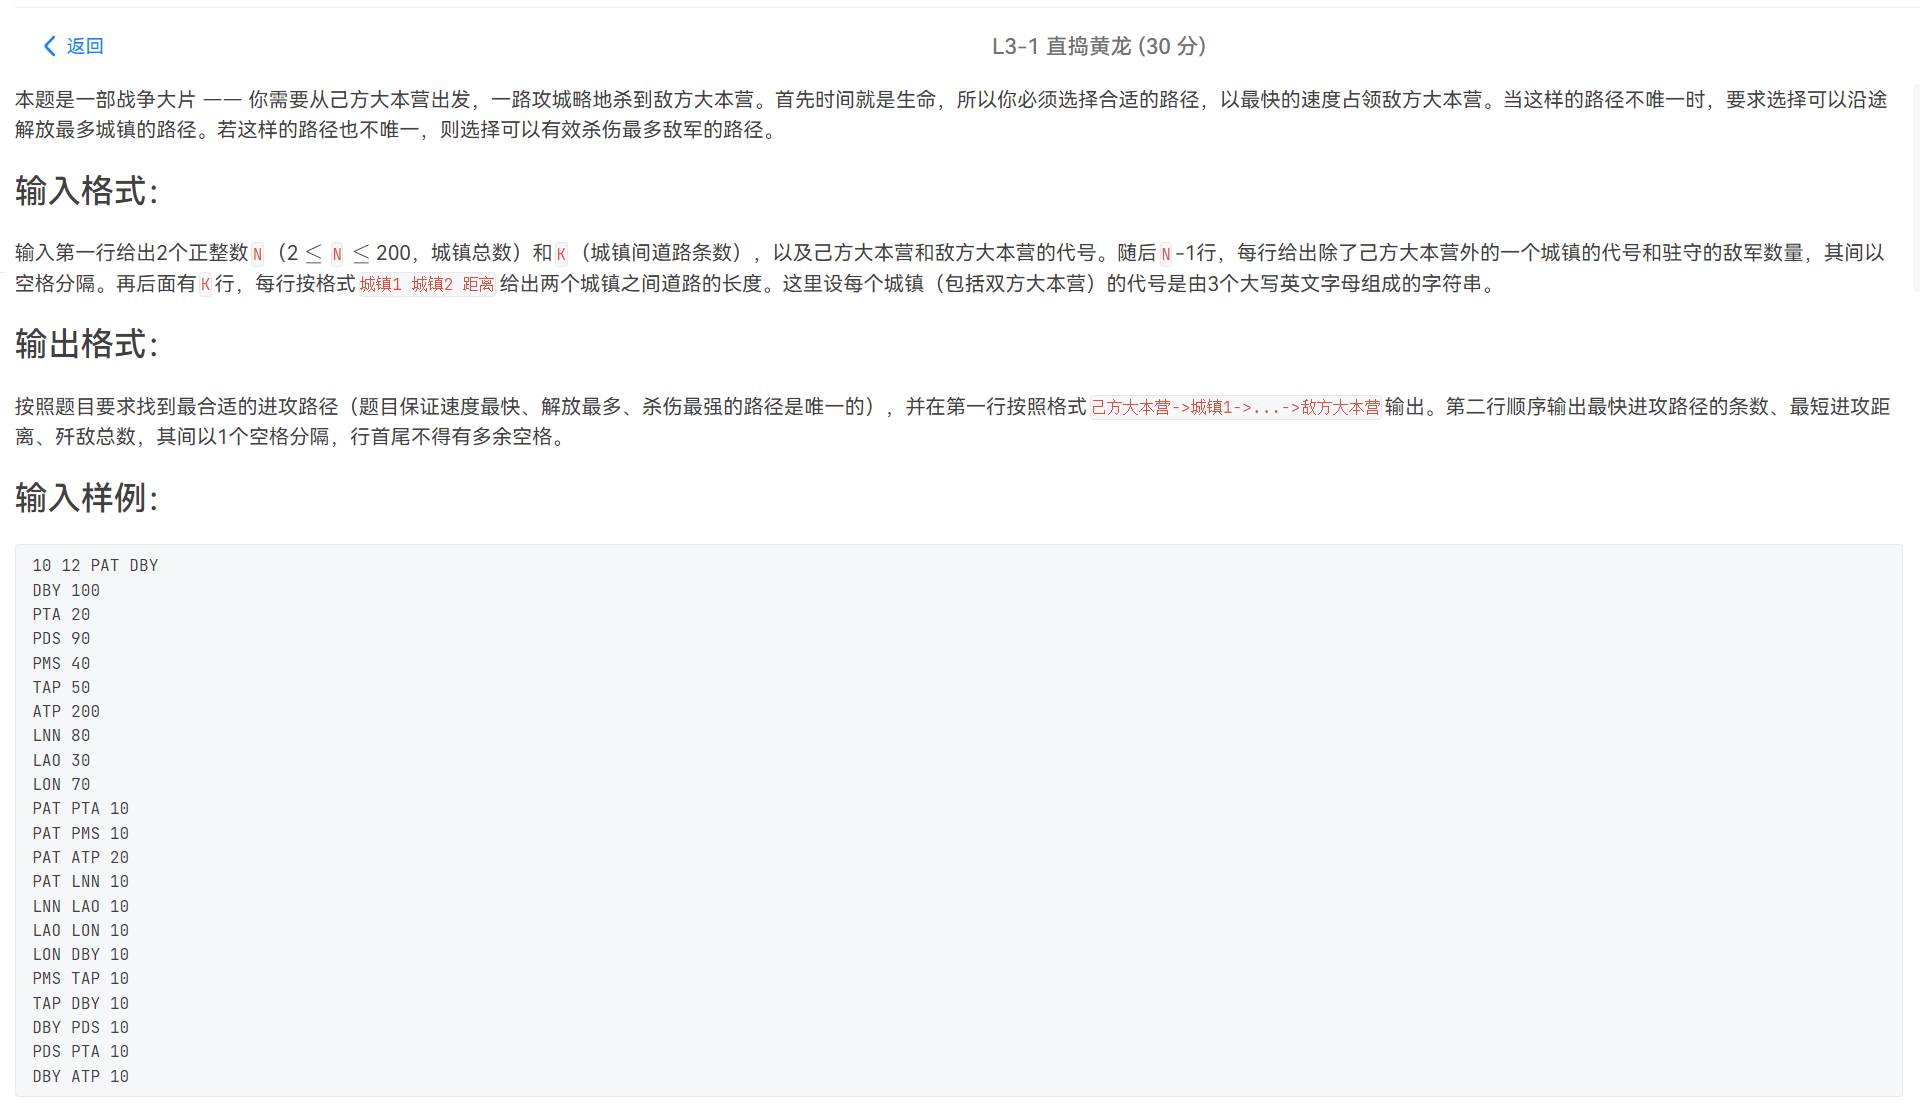 返回
L3-1 直捣黄龙 (30 分)
本题是一部战争大片 —— 你需要从己方大本营出发，一路攻城略地杀到敌方大本营。首先时间就是生命，所以你必须选择合适的路径，以最快的速度占领敌方大本营。当这样的路径不唯一时，要求选择可以沿途
解放最多城镇的路径。若这样的路径也不唯一，则选择可以有效杀伤最多敌军的路径。
输入格式：
输入第一行给出2个正整数N（2 ≤ N ≤ 200，城镇总数）和K（城镇间道路条数），以及己方大本营和敌方大本营的代号。随后N-1行，每行给出除了己方大本营外的一个城镇的代号和驻守的敌军数量，其间以
空格分隔。再后面有K行，每行按格式城镇1 城镇2 距离给出两个城镇之间道路的长度。这里设每个城镇（包括双方大本营）的代号是由3个大写英文字母组成的字符串。
输出格式：
按照题目要求找到最合适的进攻路径（题目保证速度最快、解放最多、杀伤最强的路径是唯一的），并在第一行按照格式己方大本营->城镇1->...->敌方大本营输出。第二行顺序输出最快进攻路径的条数、最短进攻距
离、歼敌总数，其间以1个空格分隔，行首尾不得有多余空格。
输入样例：
10 12 PAT DBY
DBY 100
PTA 20
PDS 90
PMS 40
TAP 50
ATP 200
LNN 80
LAO 30
LON 70
PAT PTA 10
PAT PMS 10
PAT ATP 20
PAT LNN 10
LNN LAO 10
LAO LON 10
LON DBY 10
PMS TAP 10
TAP DBY 10
DBY PDS 10
PDS PTA 10
DBY ATP 10